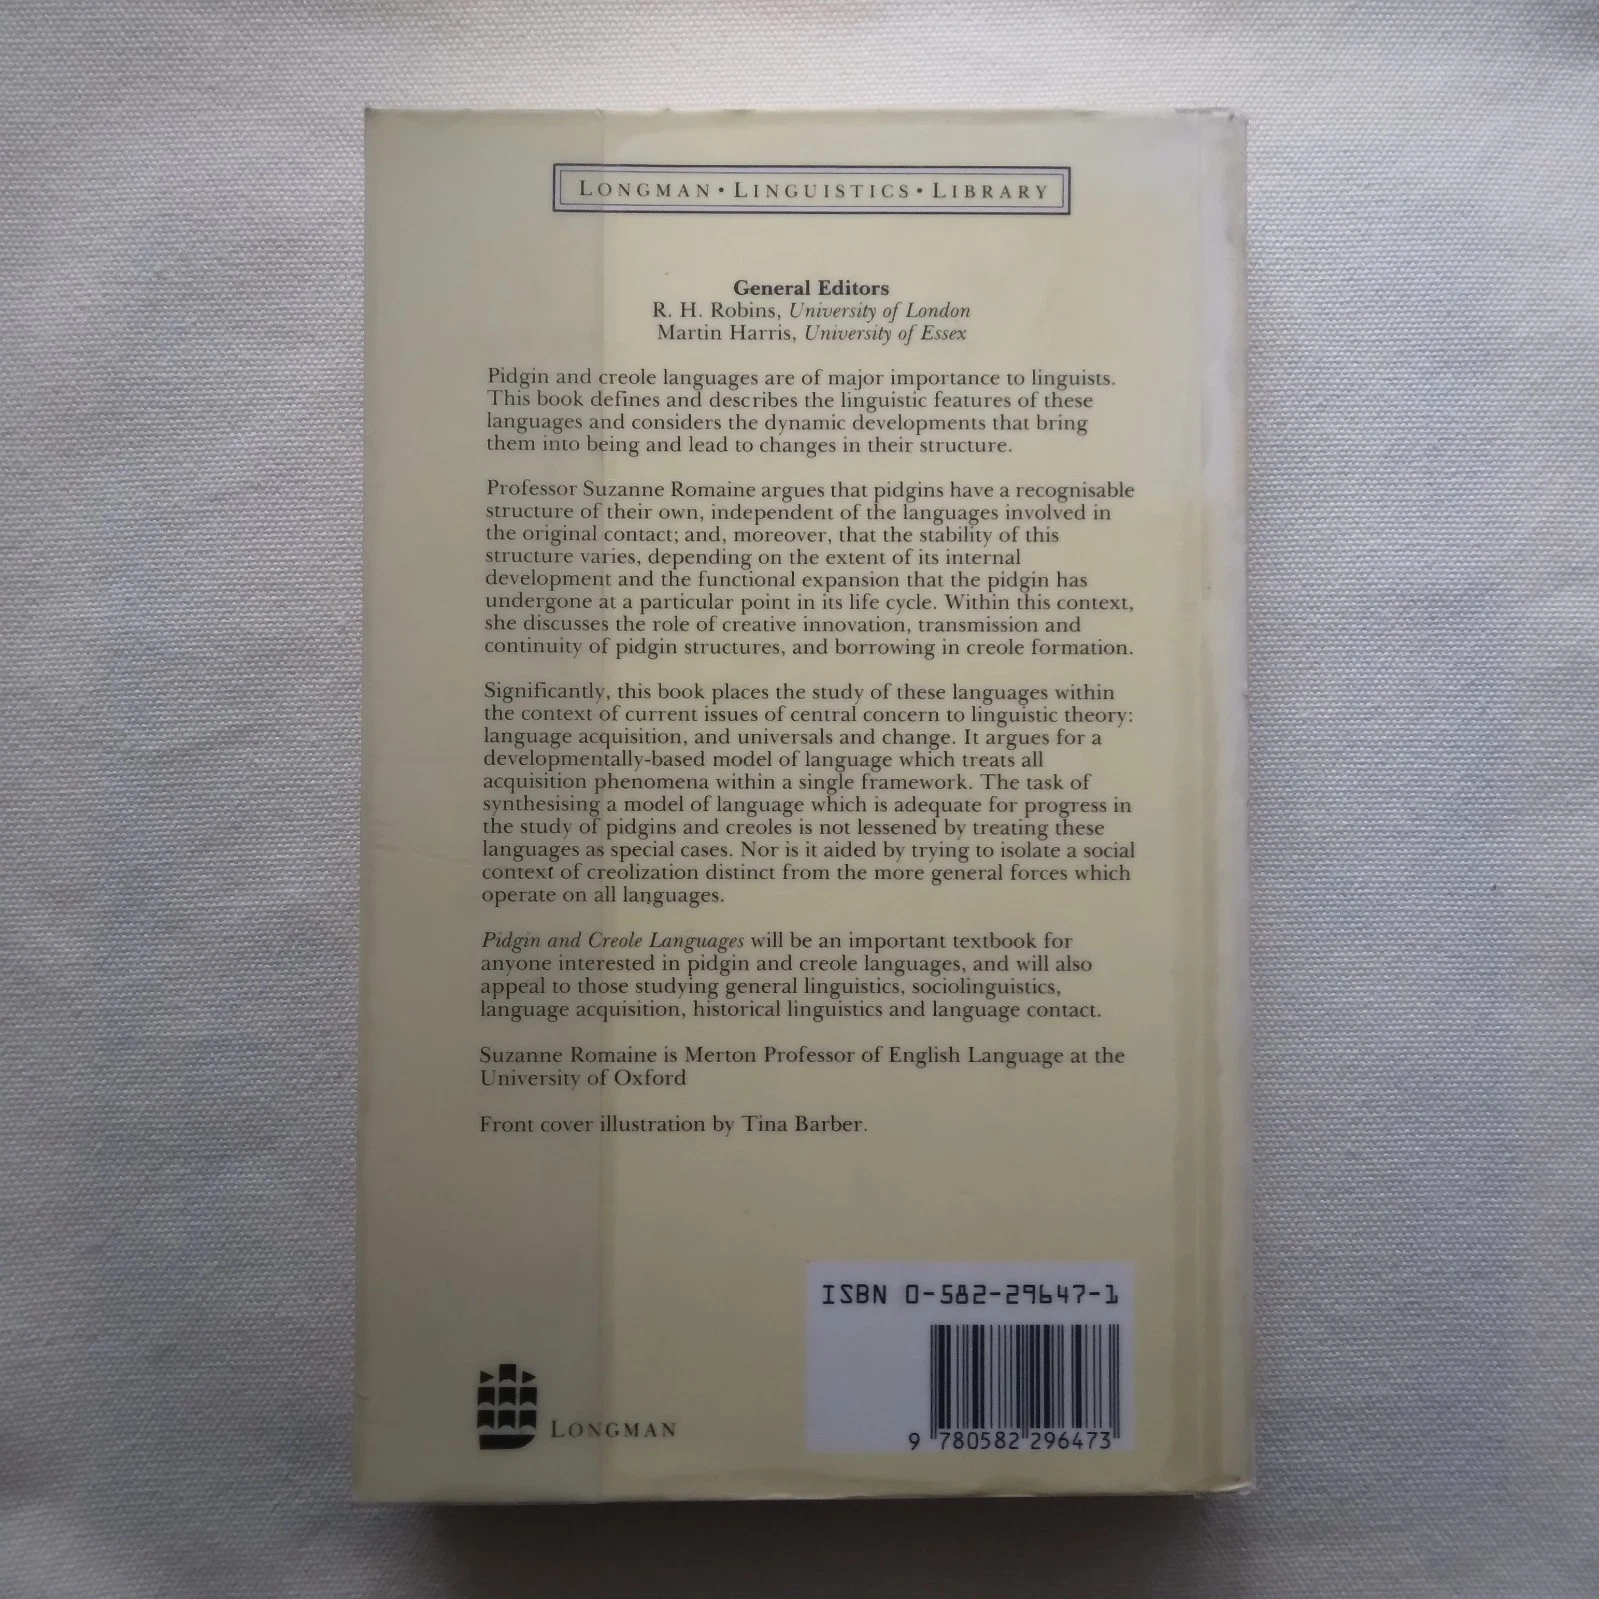 LONGMAN • LINGUISTICS • LIBRARY
General Editors
R. H. Robins, University of London
Martin Harris, University of Essex
Pidgin and creole languages are of major importance to linguists.
This book defines and describes the linguistic features of these
languages and considers the dynamic developments that bring
them into being and lead to changes in their structure.
Professor Suzanne Romaine argues that pidgins have a recognisable
structure of their own, independent of the languages involved in
the original contact; and, moreover, that the stability of this
structure varies, depending on the extent of its internal
development and the functional expansion that the pidgin has
undergone at a particular point in its life cycle. Within this context,
she discusses the role of creative innovation, transmission and
continuity of pidgin structures, and borrowing in creole formation.
Significantly, this book places the study of these languages within
the context of current issues of central concern to linguistic theory:
language acquisition, and universals and change. It argues for a
developmentally-based model of language which treats all
acquisition phenomena within a single framework. The task of
synthesising a model of language which is adequate for progress in
the study of pidgins and creoles is not lessened by treating these
languages as special cases. Nor is it aided by trying to isolate a social
context of creolization distinct from the more general forces which
operate on all languages.
Pidgin and Creole Languages will be an important textbook for
anyone interested in pidgin and creole languages, and will also
appeal to those studying general linguistics, sociolinguistics,
language acquisition, historical linguistics and language contact.
Suzanne Romaine is Merton Professor of English Language at the
University of Oxford
Front cover illustration by Tina Barber.
ISBN 0-582-29647-1
9 780582 296473
LONGMAN